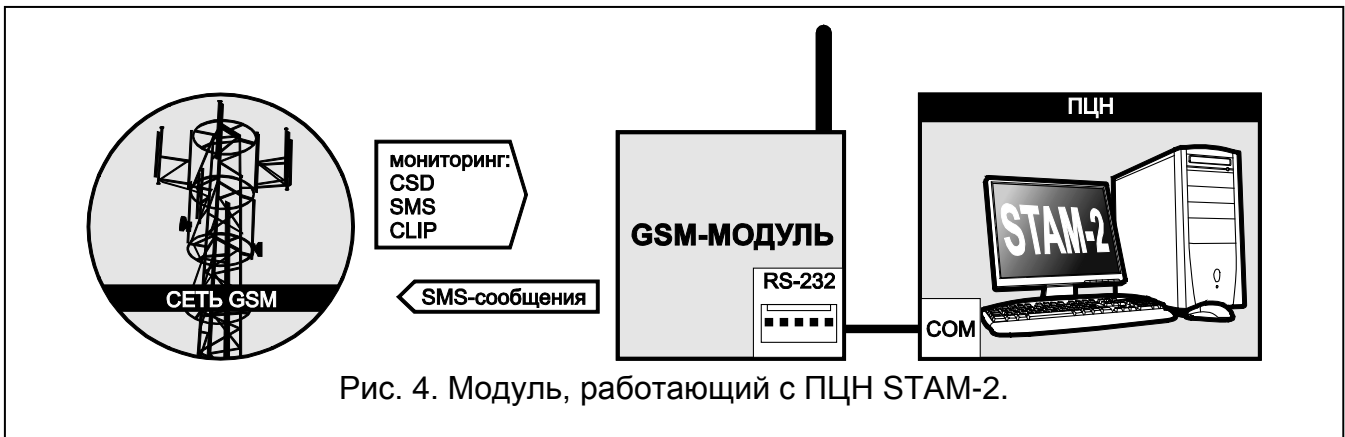 мониторинг:
CSD
SMS
CLIP
СЕТЬ GSM
SMS-сообщения
GSM-МОДУЛЬ
RS-232
ПЦН
STAM-2
COM
Рис. 4. Модуль, работающий с ПЦН STAM-2.